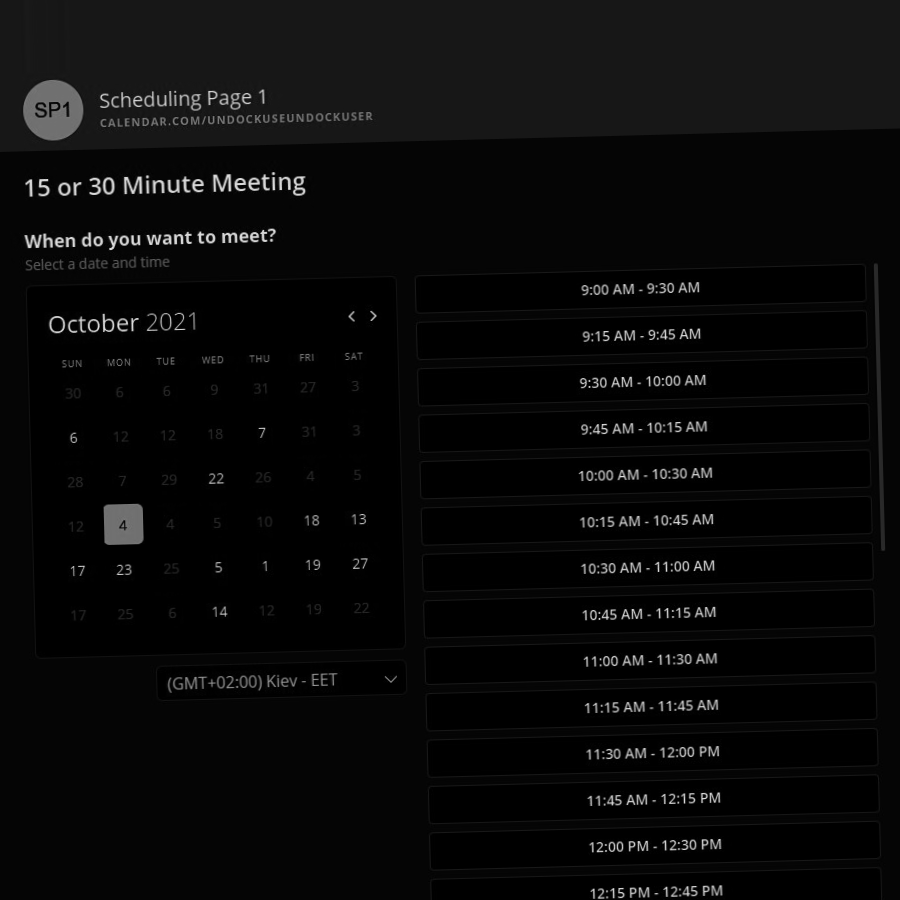 SP1
Scheduling Page 1
CALENDAR.COM/UNDOCKUSEUNDOCKUSER
15 or 30 Minute Meeting
When do you want to meet?
Select a date and time
October 2021
SUN MON TUE WED THU FRI SAT
30 6 6 9 31 27 3
6 12 12 18 7 31 3
28 7 29 22 26 4 5
12 4 4 5 10 18 13
17 23 25 5 1 19 27
17 25 6 14 12 19 22
(GMT+02:00) Kiev - EET
9:00 AM - 9:30 AM
9:15 AM - 9:45 AM
9:30 AM - 10:00 AM
9:45 AM - 10:15 AM
10:00 AM - 10:30 AM
10:15 AM - 10:45 AM
10:30 AM - 11:00 AM
10:45 AM - 11:15 AM
11:00 AM - 11:30 AM
11:15 AM - 11:45 AM
11:30 AM - 12:00 PM
11:45 AM - 12:15 PM
12:00 PM - 12:30 PM
12:15 PM - 12:45 PM